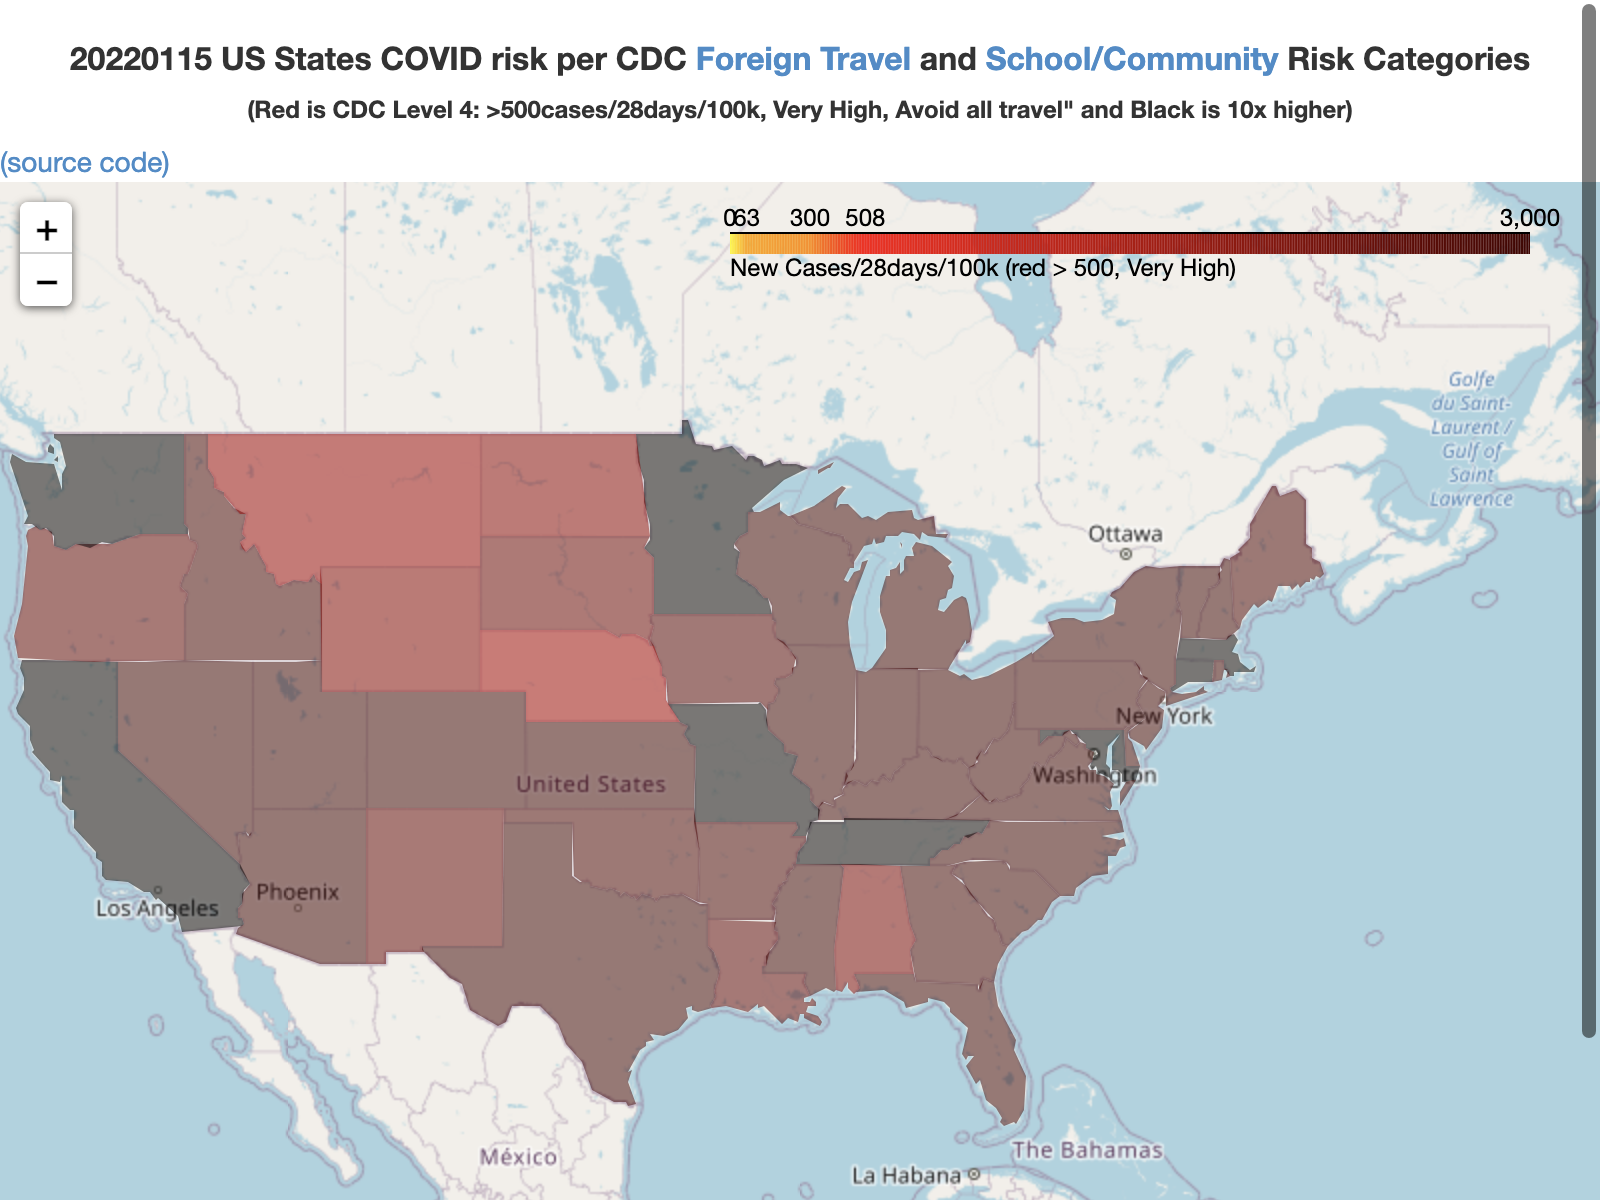 20220115 US States COVID risk per CDC Foreign Travel and School/Community Risk Categories
(Red is CDC Level 4: >500cases/28days/100k, Very High, Avoid all travel" and Black is 10x higher)
(source code)
+
−
063 300 508 3,000
New Cases/28days/100k (red > 500, Very High)
Golfe
du Saint-
Laurent /
Gulf of
Saint
Lawrence
Ottawa
New York
Washington
United States
Phoenix
Los Angeles
The Bahamas
México
La Habana